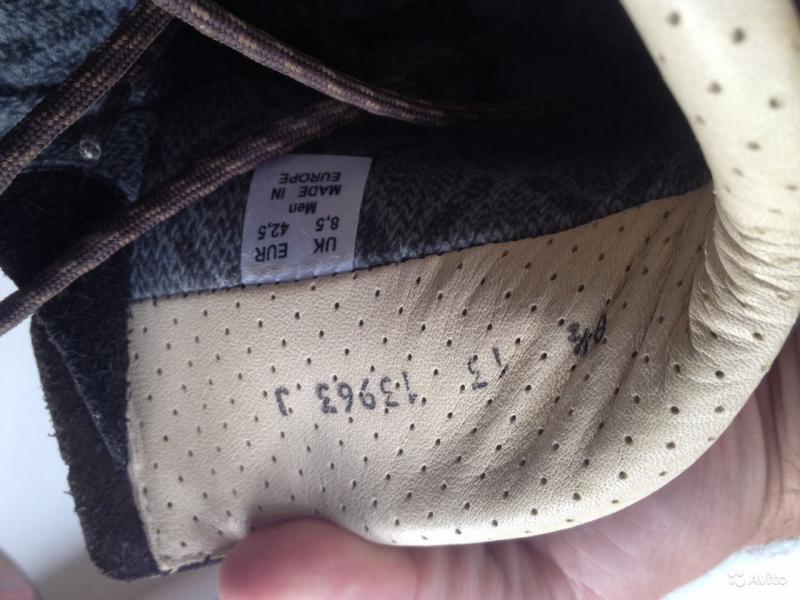 UK EUR
8,5 42,5
Men
MADE IN
EUROPE
8½ 13 13963 J
Avito